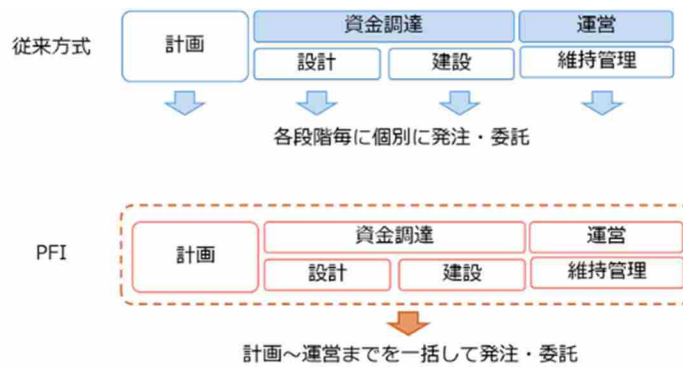 従来方式
計画
資金調達
運営
設計
建設
維持管理
各段階毎に個別に発注・委託
PFI
計画
資金調達
運営
設計
建設
維持管理
計画～運営までを一括して発注・委託